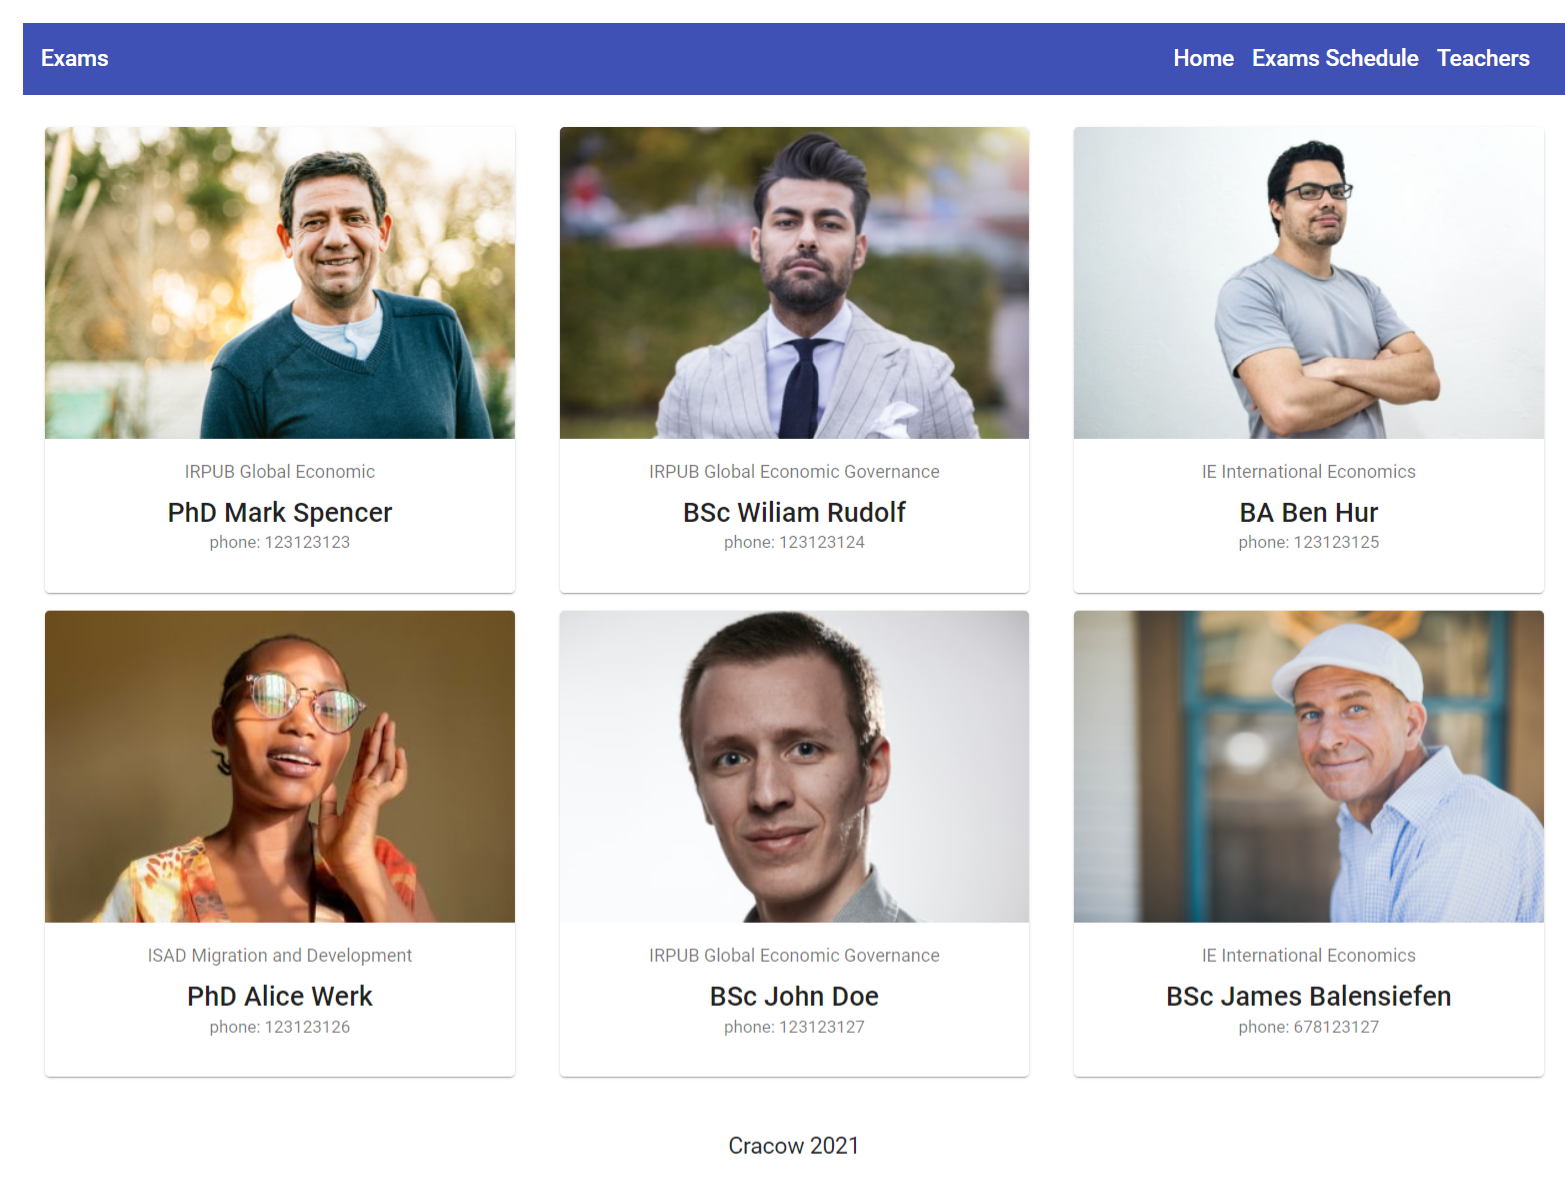 Exams
Home Exams Schedule Teachers
IRPUB Global Economic
PhD Mark Spencer
phone: 123123123
IRPUB Global Economic Governance
BSc Wiliam Rudolf
phone: 123123124
IE International Economics
BA Ben Hur
phone: 123123125
ISAD Migration and Development
PhD Alice Werk
phone: 123123126
IRPUB Global Economic Governance
BSc John Doe
phone: 123123127
IE International Economics
BSc James Balensiefen
phone: 678123127
Cracow 2021